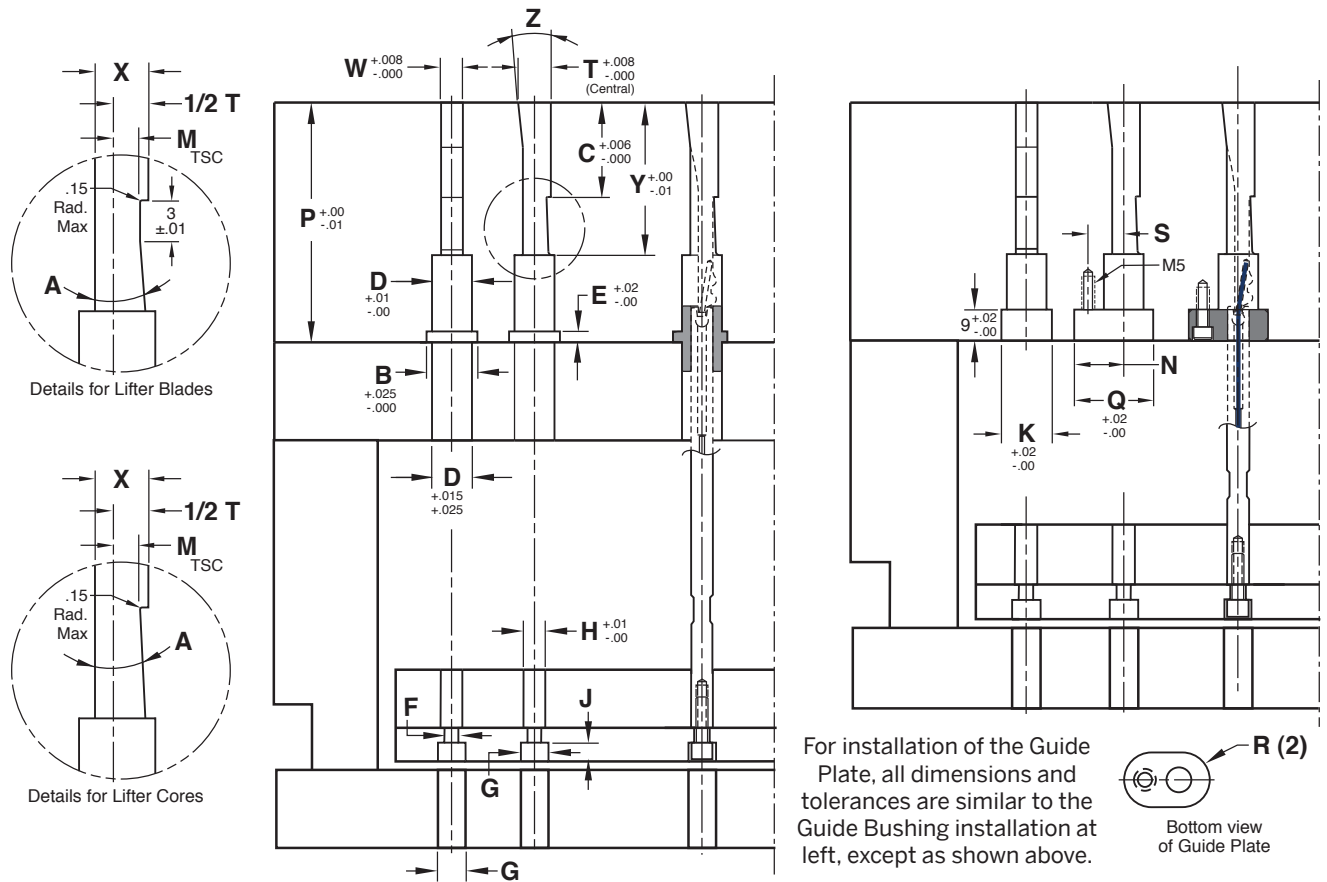 X
1/2 T
M
TSC
.15
Rad.
Max
3
±.01
A
Details for Lifter Blades
X
1/2 T
M
TSC
.15
Rad.
Max
A
Details for Lifter Cores
Z
W +.008 -.000
T +.008 -.000
(Central)
C +.006 -.000
Y +.00 -.01
P +.00 -.01
D
+.01
-.00
E +.02 -.00
B
+.025
-.000
D
+.015
+.025
H +.01 -.00
F
J
G
G
S
M5
9 +.02 -.00
N
Q
+.02
-.00
K
+.02
-.00
For installation of the Guide
Plate, all dimensions and
tolerances are similar to the
Guide Bushing installation at
left, except as shown above.
R (2)
Bottom view
of Guide Plate